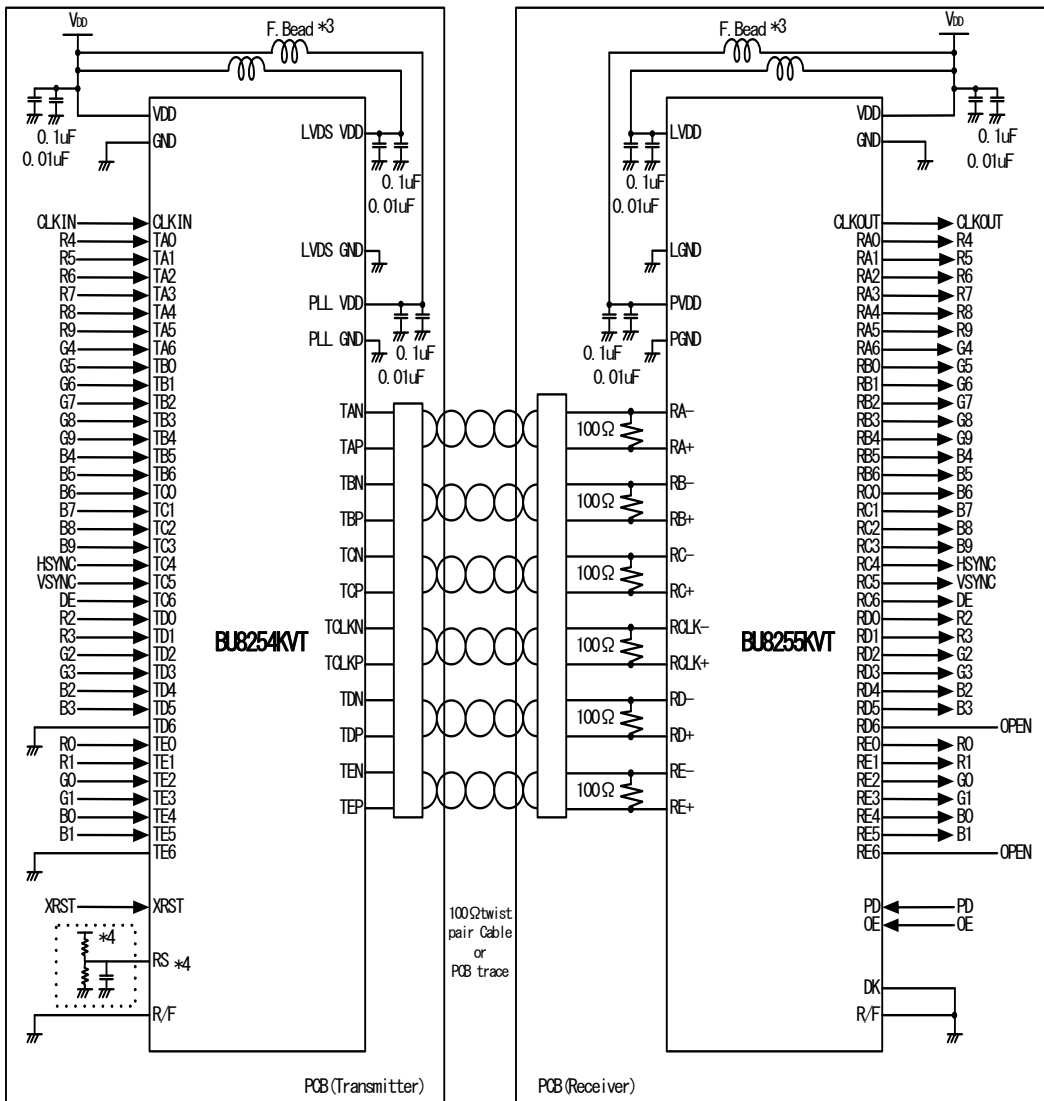 VDD
F. Bead *3
VDD
GND
0.1uF
0.01uF
LVDS VDD
0.1uF
0.01uF
LVDS GND
PLL VDD
PLL GND
0.1uF
0.01uF
CLKIN CLKIN
R4 TA0
R5 TA1
R6 TA2
R7 TA3
R8 TA4
R9 TA5
G4 TA6
G5 TB0
G6 TB1
G7 TB2
G8 TB3
G9 TB4
B4 TB5
B5 TB6
B6 TC0
B7 TC1
B8 TC2
B9 TC3
HSYNC TC4
VSYNC TC5
DE TC6
R2 TD0
R3 TD1
G2 TD2
G3 TD3
B2 TD4
B3 TD5
TD6
R0 TE0
R1 TE1
G0 TE2
G1 TE3
B0 TE4
B1 TE5
TE6
XRST XRST
*4
RS *4
R/F
BU8254KVT
TAN
TAP
TBN
TBP
TCN
TCP
TCLKN
TCLKP
TDN
TDP
TEN
TEP
PCB(Transmitter)
100Ωtwist
pair Cable
or
PCB trace
VDD
F. Bead *3
VDD
GND
0.1uF
0.01uF
LVDD
0.1uF
0.01uF
LGND
PVDD
PGND
0.1uF
0.01uF
100Ω
RA-
RA+
100Ω
RB-
RB+
100Ω
RC-
RC+
100Ω
RCLK-
RCLK+
100Ω
RD-
RD+
100Ω
RE-
RE+
BU8255KVT
CLKOUT CLKOUT
RA0 R4
RA1 R5
RA2 R6
RA3 R7
RA4 R8
RA5 R9
RA6 G4
RB0 G5
RB1 G6
RB2 G7
RB3 G8
RB4 G9
RB5 B4
RB6 B5
RC0 B6
RC1 B7
RC2 B8
RC3 B9
RC4 HSYNC
RC5 VSYNC
RC6 DE
RD0 R2
RD1 R3
RD2 G2
RD3 G3
RD4 B2
RD5 B3
RD6 OPEN
RE0 R0
RE1 R1
RE2 G0
RE3 G1
RE4 B0
RE5 B1
RE6 OPEN
PD PD
OE OE
DK
R/F
PCB(Receiver)